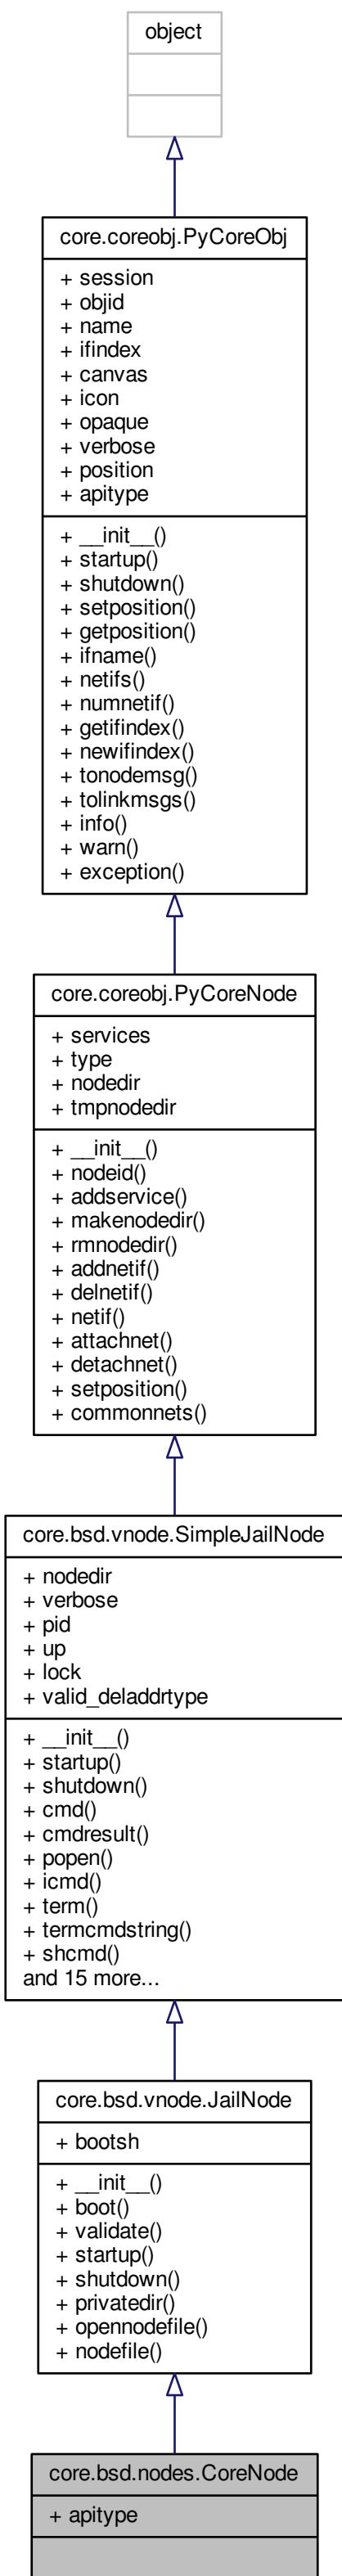 object
core.coreobj.PyCoreObj
+ session
+ objid
+ name
+ ifindex
+ canvas
+ icon
+ opaque
+ verbose
+ position
+ apitype
+ __init__()
+ startup()
+ shutdown()
+ setposition()
+ getposition()
+ ifname()
+ netifs()
+ numnetif()
+ getifindex()
+ newifindex()
+ tonodemsg()
+ tolinkmsgs()
+ info()
+ warn()
+ exception()
core.coreobj.PyCoreNode
+ services
+ type
+ nodedir
+ tmpnodedir
+ __init__()
+ nodeid()
+ addservice()
+ makenodedir()
+ rmnodedir()
+ addnetif()
+ delnetif()
+ netif()
+ attachnet()
+ detachnet()
+ setposition()
+ commonnets()
core.bsd.vnode.SimpleJailNode
+ nodedir
+ verbose
+ pid
+ up
+ lock
+ valid_deladdrtype
+ __init__()
+ startup()
+ shutdown()
+ cmd()
+ cmdresult()
+ popen()
+ icmd()
+ term()
+ termcmdstring()
+ shcmd()
and 15 more...
core.bsd.vnode.JailNode
+ bootsh
+ __init__()
+ boot()
+ validate()
+ startup()
+ shutdown()
+ privatedir()
+ opennodefile()
+ nodefile()
core.bsd.nodes.CoreNode
+ apitype